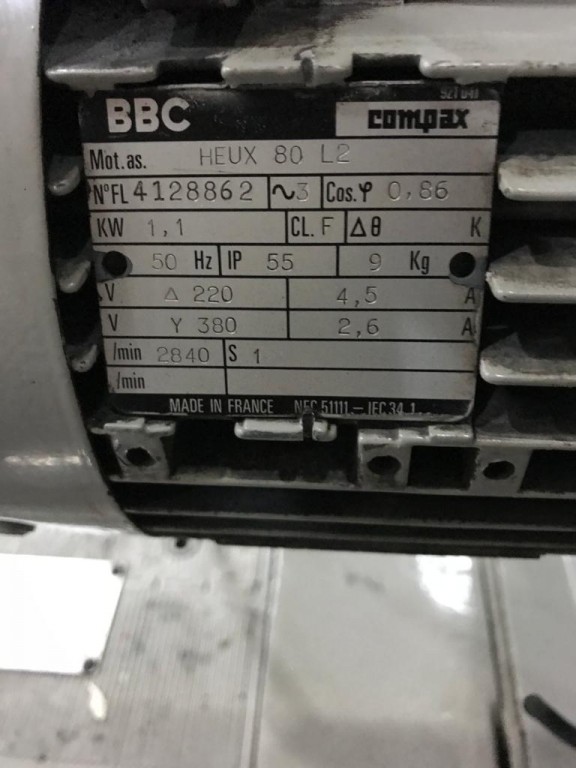 BBC compax
Mot.as. HEUX 80 L2
N°FL 4128862 ~3 Cos.φ 0,86
KW 1,1 CL. F Δθ K
50 Hz IP 55 9 Kg
V Δ 220 4,5 A
V Y 380 2,6 A
/min 2840 S 1
/min
MADE IN FRANCE NFC 51111 – IEC 34 1